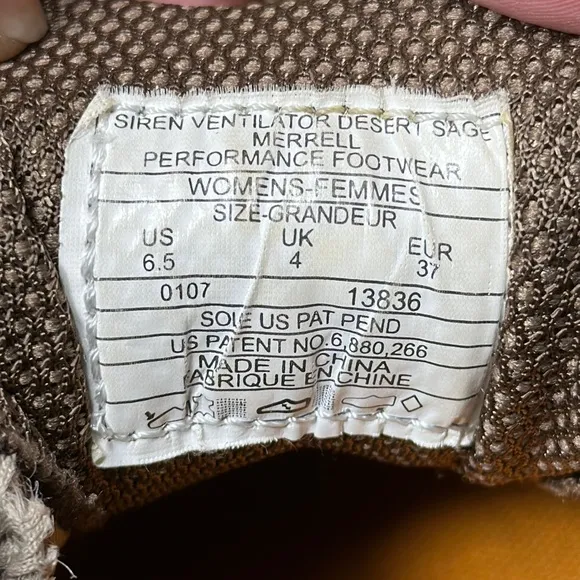 SIREN VENTILATOR DESERT SAGE
MERRELL
PERFORMANCE FOOTWEAR
WOMENS-FEMMES
SIZE-GRANDEUR
US UK EUR
6.5 4 37
0107 13836
SOLE US PAT PEND
US PATENT NO.6,880,266
MADE IN CHINA
FABRIQUE EN CHINE